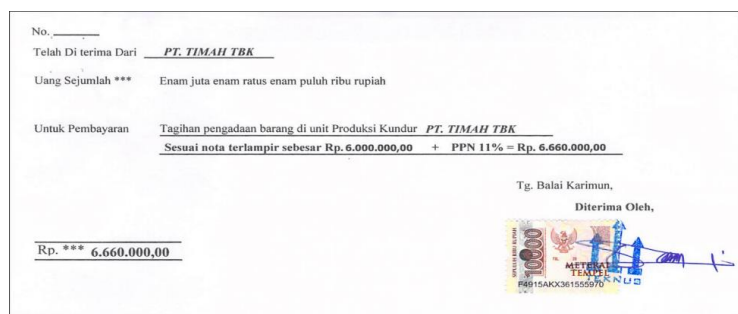 No. ______
Telah Di terima Dari PT. TIMAH TBK
Uang Sejumlah *** Enam juta enam ratus enam puluh ribu rupiah
Untuk Pembayaran Tagihan pengadaan barang di unit Produksi Kundur PT. TIMAH TBK
Sesuai nota terlampir sebesar Rp. 6.000.000,00 + PPN 11% = Rp. 6.660.000,00
Tg. Balai Karimun,
Diterima Oleh,
Rp. *** 6.660.000,00
10000
METERAI
TEMPEL
F4915AKX361555970